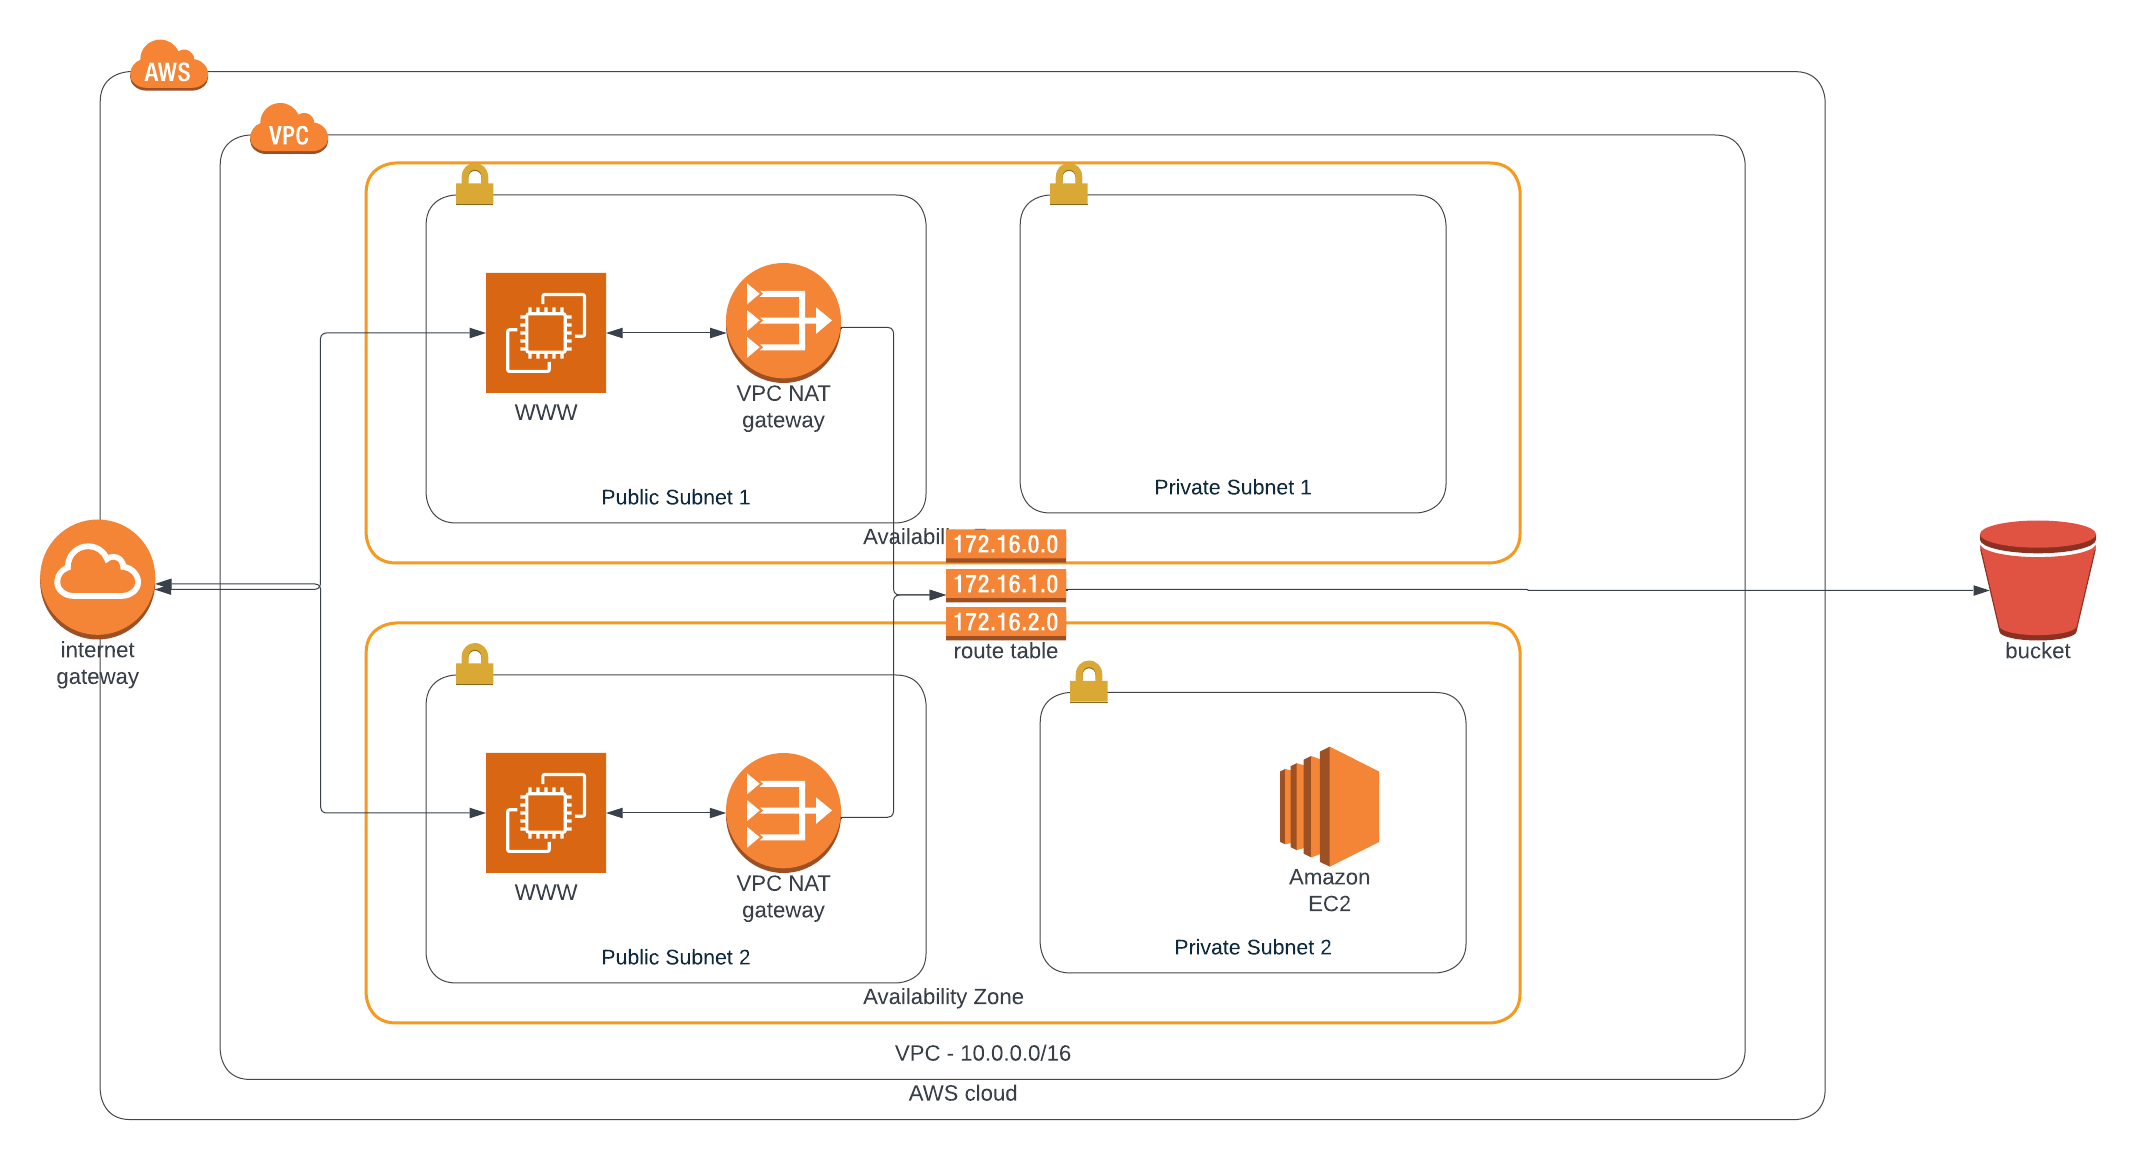 AWS
VPC
WWW
VPC NAT
gateway
Public Subnet 1
Private Subnet 1
172.16.0.0
172.16.1.0
172.16.2.0
route table
internet
gateway
bucket
WWW
VPC NAT
gateway
Public Subnet 2
Amazon
EC2
Private Subnet 2
Availability Zone
VPC - 10.0.0.0/16
AWS cloud